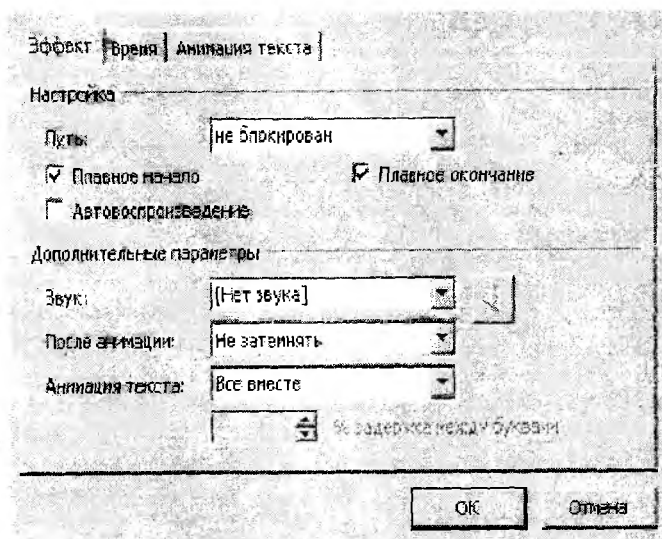 Эффект Время Анимация текста
Настройка
Путь: не блокирован
Плавное начало Плавное окончание
Автовоспроизведение
Дополнительные параметры
Звук: [Нет звука]
После анимации: Не затемнять
Анимация текста: Все вместе
% задержка между буквами
ОК Отмена